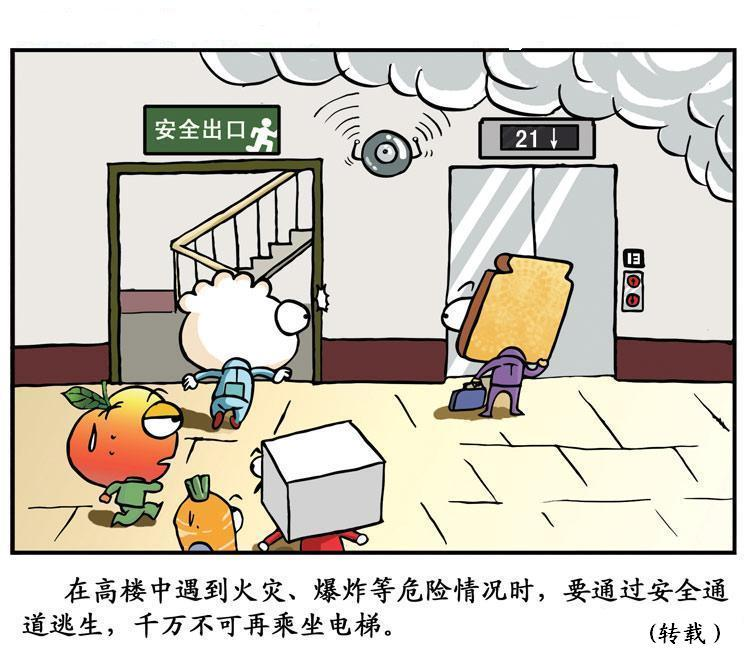 安全出口
21↓
13
在高楼中遇到火灾、爆炸等危险情况时，要通过安全通
道逃生，千万不可再乘坐电梯。
（转载）